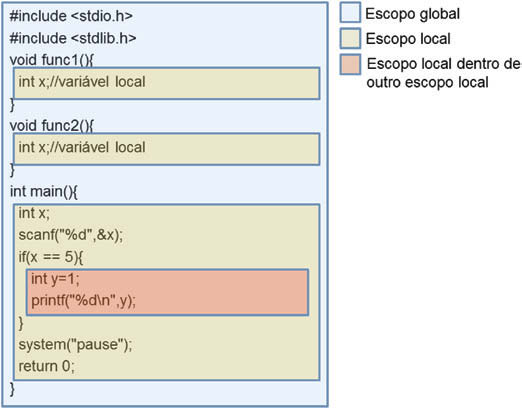 #include <stdio.h>
#include <stdlib.h>
void func1(){
int x;//variável local
}
void func2(){
int x;//variável local
}
int main(){
int x;
scanf("%d",&x);
if(x == 5){
int y=1;
printf("%d\n",y);
}
system("pause");
return 0;
}
Escopo global
Escopo local
Escopo local dentro de
outro escopo local